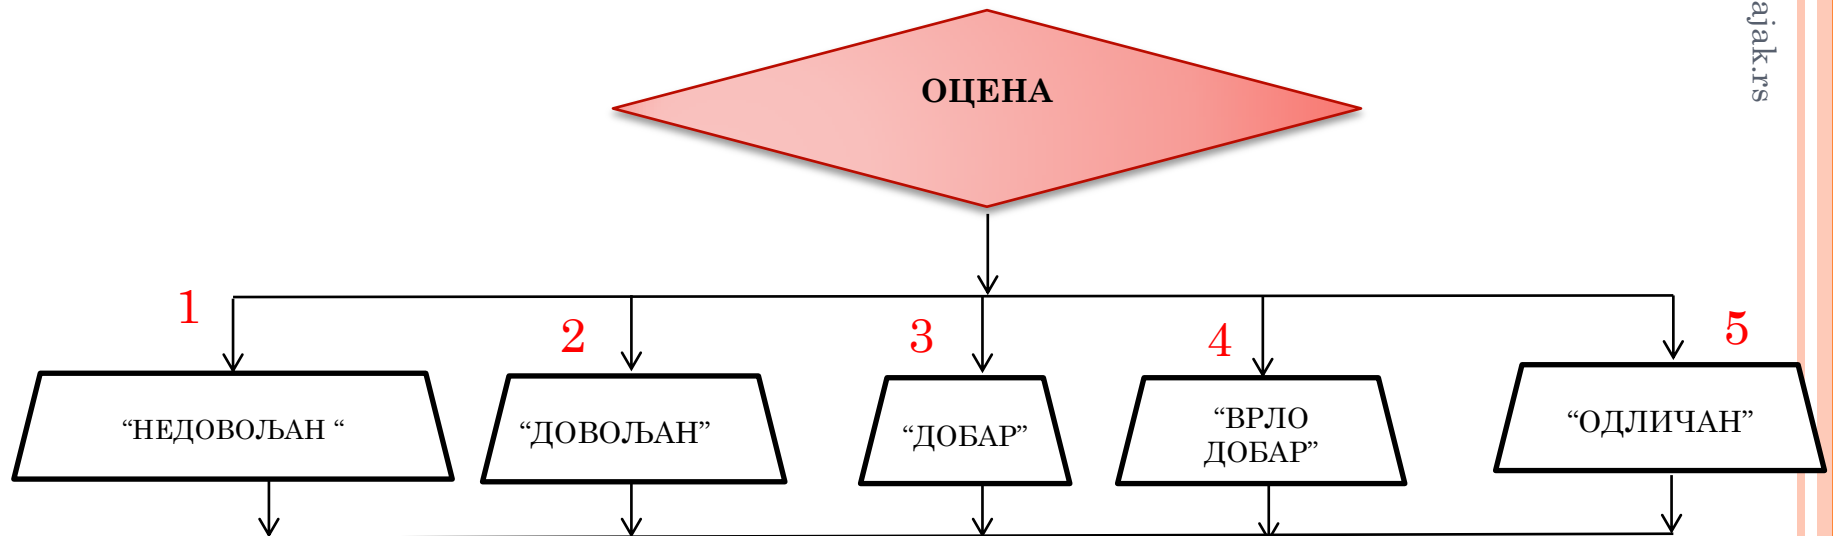 ajak.rs
ОЦЕНА
1
2
3
4
5
“НЕДОВОЉАН “
“ДОВОЉАН”
“ДОБАР”
“ВРЛО
ДОБАР”
“ОДЛИЧАН”